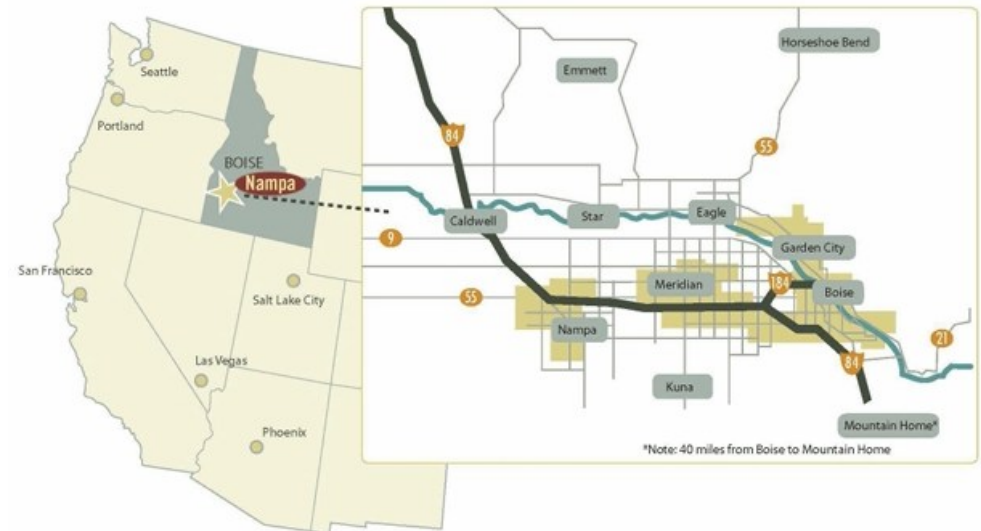 Seattle
Portland
BOISE
Nampa
San Francisco
Salt Lake City
Las Vegas
Phoenix
Horseshoe Bend
Emmett
84
55
Caldwell
Star
Eagle
9
Garden City
55
Meridian
184
Boise
Nampa
21
84
Kuna
Mountain Home*
*Note: 40 miles from Boise to Mountain Home